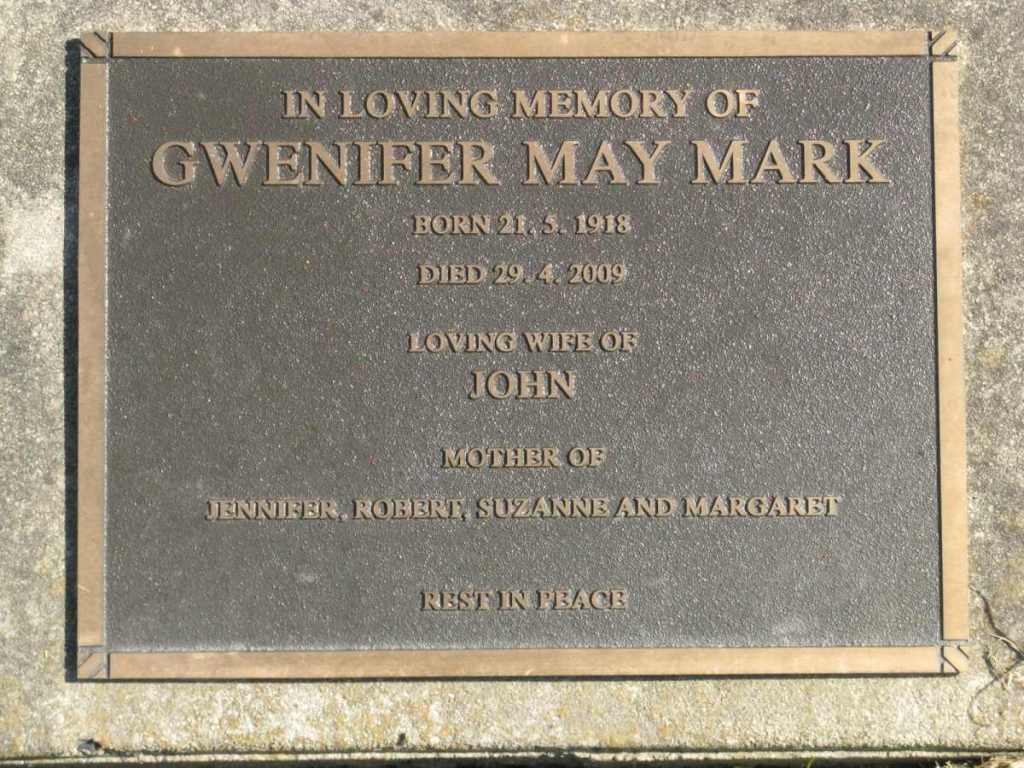 IN LOVING MEMORY OF
GWENIFER MAY MARK
BORN 21. 5. 1918
DIED 29. 4. 2009
LOVING WIFE OF
JOHN
MOTHER OF
JENNIFER, ROBERT, SUZANNE AND MARGARET
REST IN PEACE